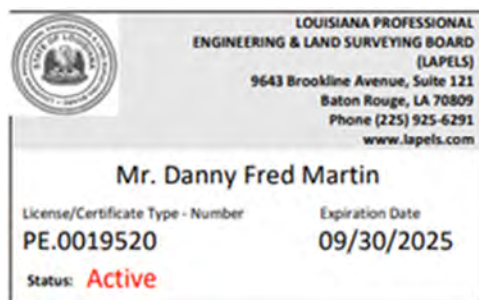 LOUISIANA PROFESSIONAL
ENGINEERING & LAND SURVEYING BOARD
(LAPELS)
9643 Brookline Avenue, Suite 121
Baton Rouge, LA 70809
Phone (225) 925-6291
www.lapels.com
Mr. Danny Fred Martin
License/Certificate Type - Number Expiration Date
PE.0019520 09/30/2025
Status: Active